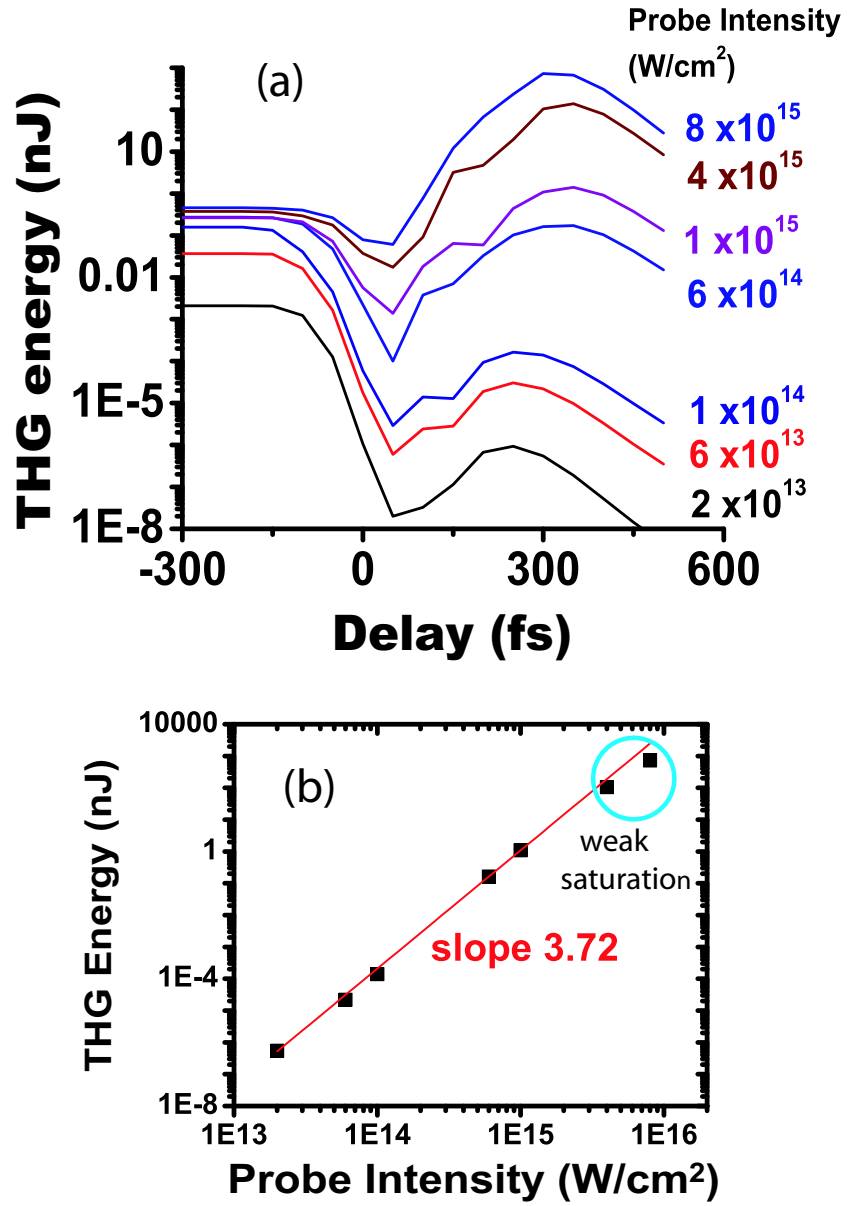 Probe Intensity
(W/cm²)
(a)
8 x10¹⁵
4 x10¹⁵
1 x10¹⁵
6 x10¹⁴
1 x10¹⁴
6 x10¹³
2 x10¹³
THG energy (nJ)
10
0.01
1E-5
1E-8
-300
0
300
600
Delay (fs)
(b)
10000
1
1E-4
1E-8
THG Energy (nJ)
weak
saturation
slope 3.72
1E13
1E14
1E15
1E16
Probe Intensity (W/cm²)